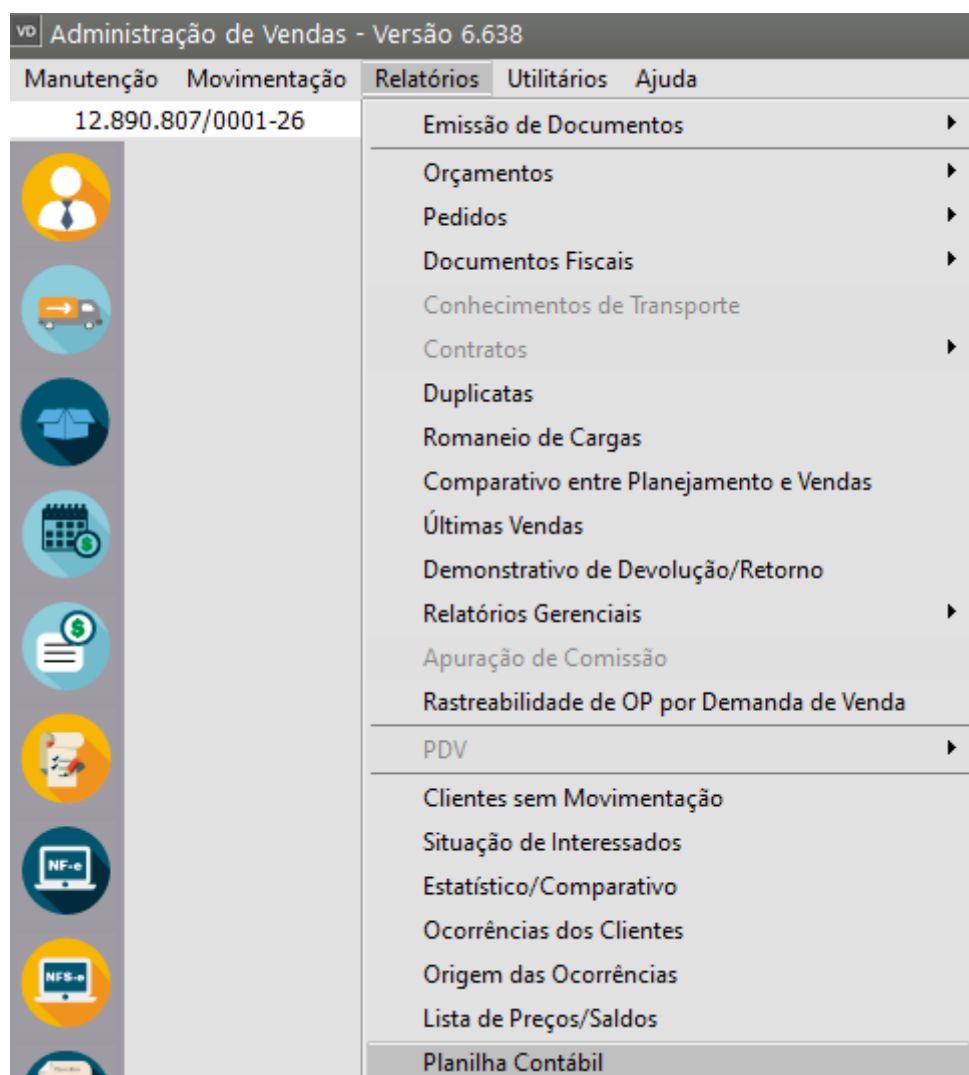 VD Administração de Vendas - Versão 6.638
Manutenção Movimentação Relatórios Utilitários Ajuda
12.890.807/0001-26
Emissão de Documentos
Orçamentos
Pedidos
Documentos Fiscais
Conhecimentos de Transporte
Contratos
Duplicatas
Romaneio de Cargas
Comparativo entre Planejamento e Vendas
Últimas Vendas
Demonstrativo de Devolução/Retorno
Relatórios Gerenciais
Apuração de Comissão
Rastreabilidade de OP por Demanda de Venda
PDV
Clientes sem Movimentação
Situação de Interessados
NF-e
Estatístico/Comparativo
Ocorrências dos Clientes
NFS-e
Origem das Ocorrências
Lista de Preços/Saldos
Planilha Contábil